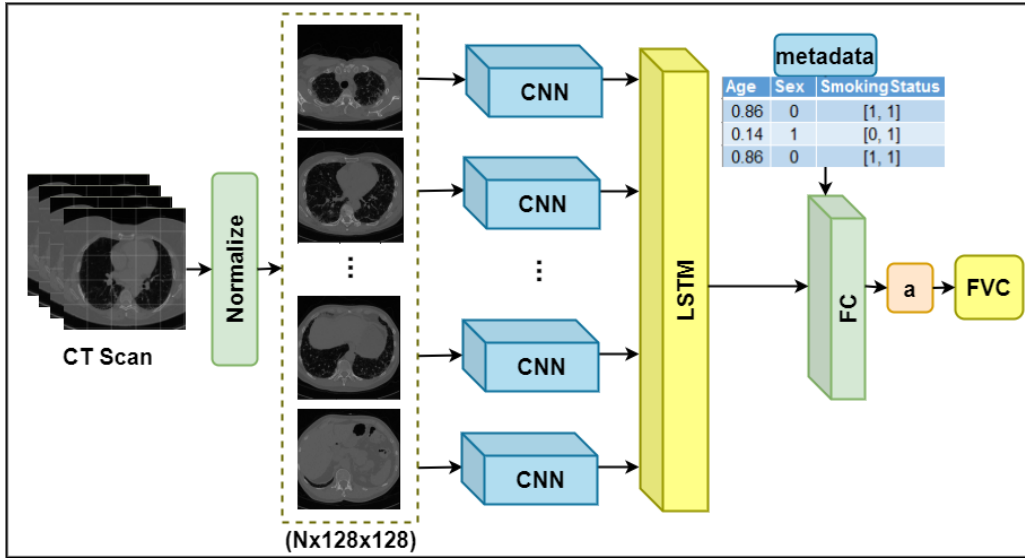 CT Scan
Normalize
(Nx128x128)
CNN
CNN
⋮
⋮
CNN
CNN
LSTM
metadata
Age Sex SmokingStatus
0.86 0 [1, 1]
0.14 1 [0, 1]
0.86 0 [1, 1]
FC
a
FVC